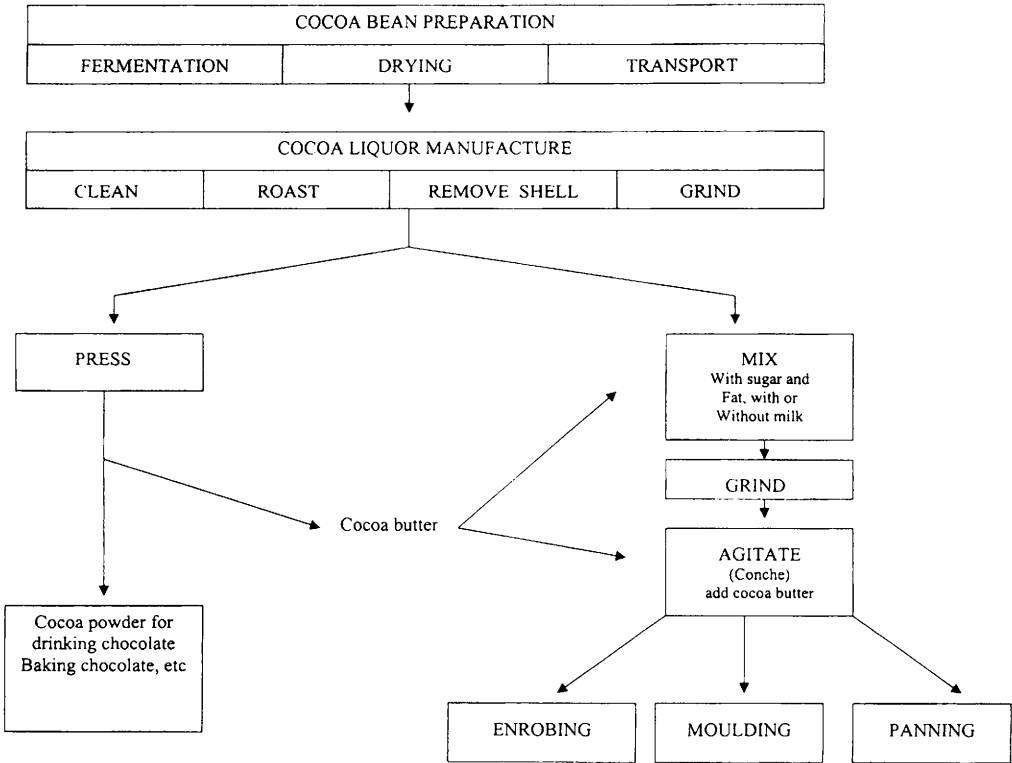 COCOA BEAN PREPARATION
FERMENTATION
DRYING
TRANSPORT
COCOA LIQUOR MANUFACTURE
CLEAN
ROAST
REMOVE SHELL
GRIND
PRESS
MIX
With sugar and
Fat, with or
Without milk
GRIND
Cocoa butter
AGITATE
(Conche)
add cocoa butter
Cocoa powder for
drinking chocolate
Baking chocolate, etc
ENROBING
MOULDING
PANNING